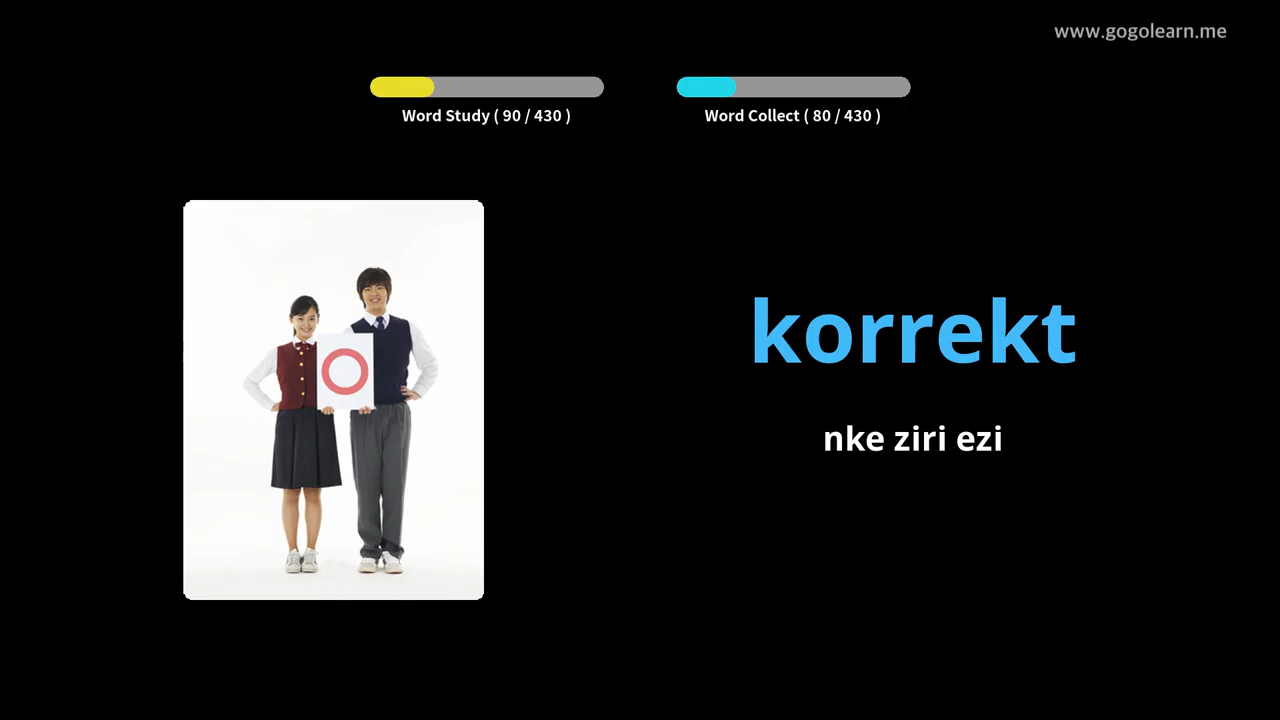 www.gogolearn.me
Word Study ( 90 / 430 )
Word Collect ( 80 / 430 )
korrekt
nke ziri ezi